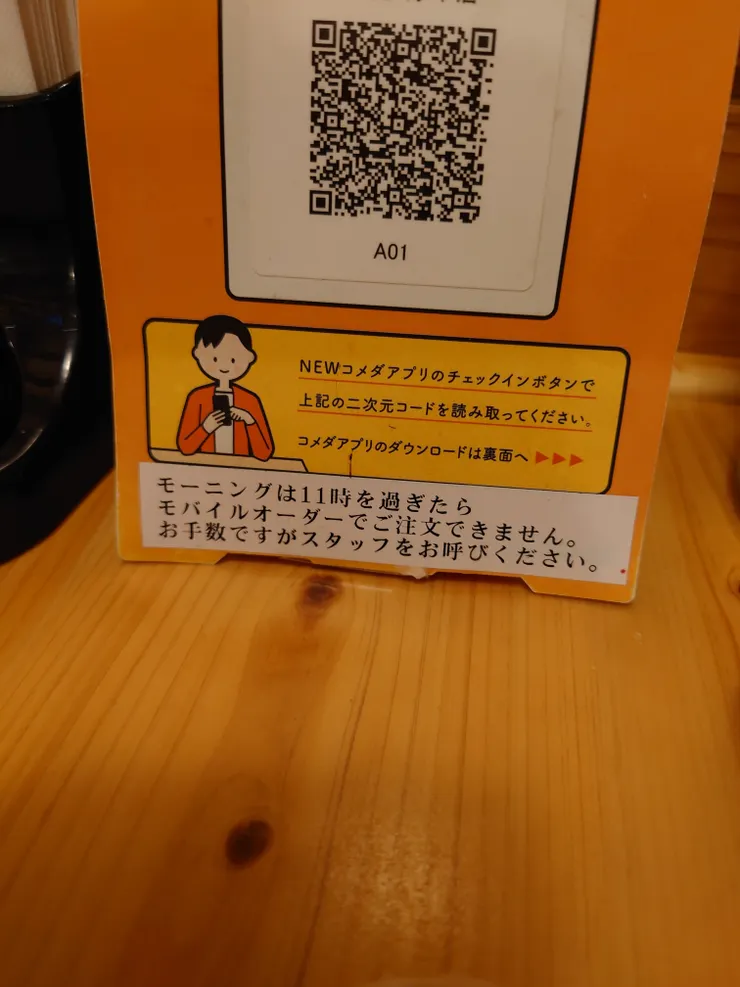 店
A01
NEWコメダアプリのチェックインボタンで
上記の二次元コードを読み取ってください。
コメダアプリのダウンロードは裏面へ ▶▶▶
モーニングは11時を過ぎたら
モバイルオーダーでご注文できません。
お手数ですがスタッフをお呼びください。